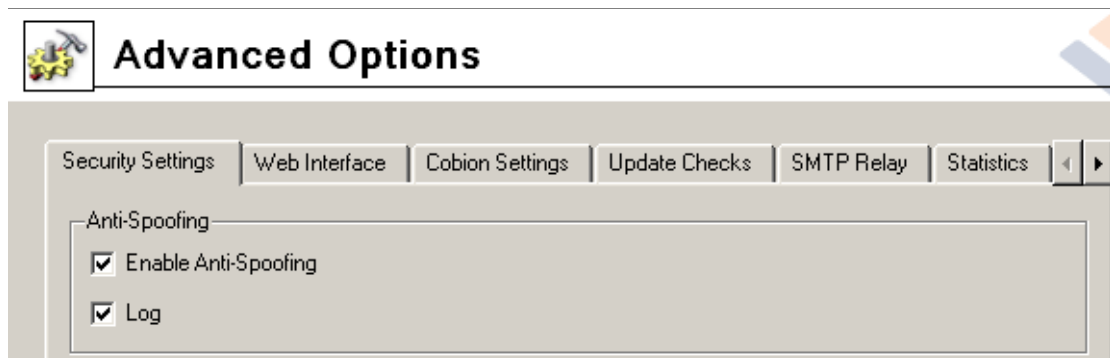 Advanced Options
Security Settings Web Interface Cobion Settings Update Checks SMTP Relay Statistics
Anti-Spoofing
Enable Anti-Spoofing
Log